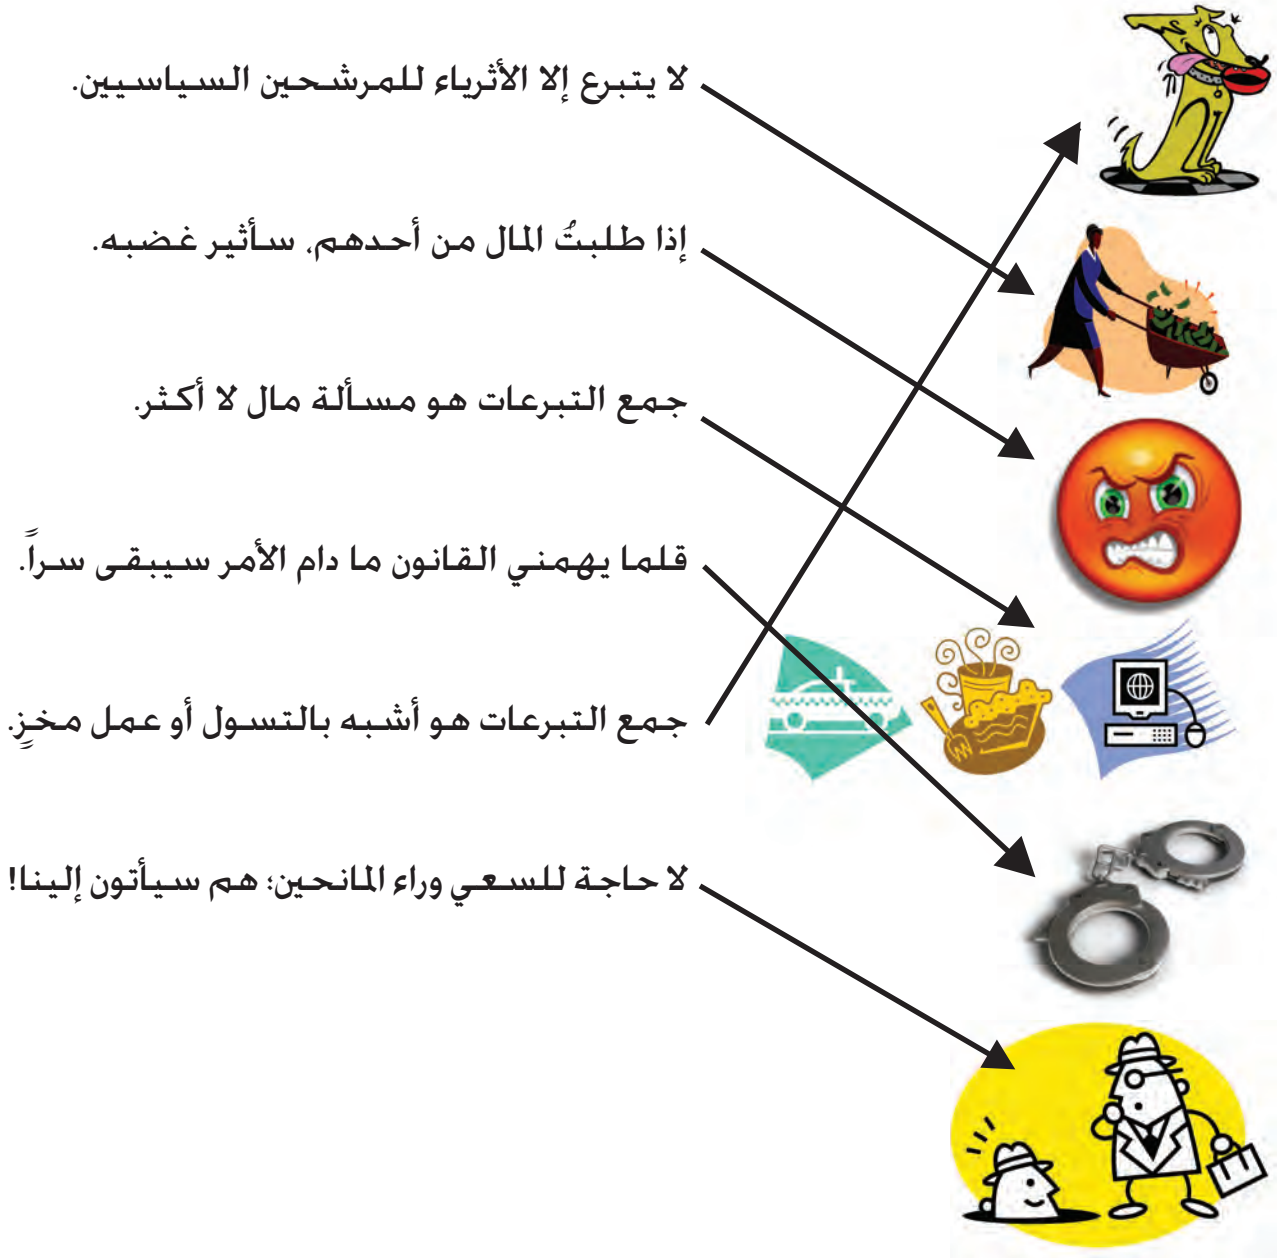 لا يتبرع إلا الأثرياء للمرشحين السياسيين.
إذا طلبتُ المال من أحدهم، سأثير غضبه.
جمع التبرعات هو مسألة مال لا أكثر.
قلما يهمني القانون ما دام الأمر سيبقى سراً.
جمع التبرعات هو أشبه بالتسول أو عمل مخزٍ.
لا حاجة للسعي وراء المانحين؛ هم سيأتون إلينا!